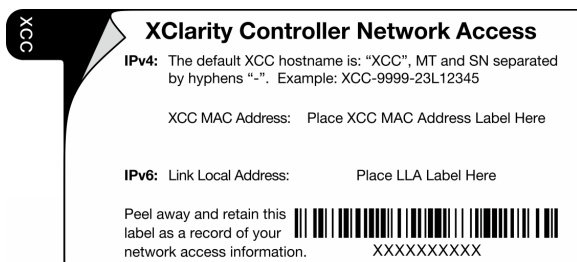 XCC
XClarity Controller Network Access
IPv4: The default XCC hostname is: “XCC”, MT and SN separated
by hyphens “-”. Example: XCC-9999-23L12345
XCC MAC Address: Place XCC MAC Address Label Here
IPv6: Link Local Address: Place LLA Label Here
Peel away and retain this
label as a record of your
network access information.
XXXXXXXXXX